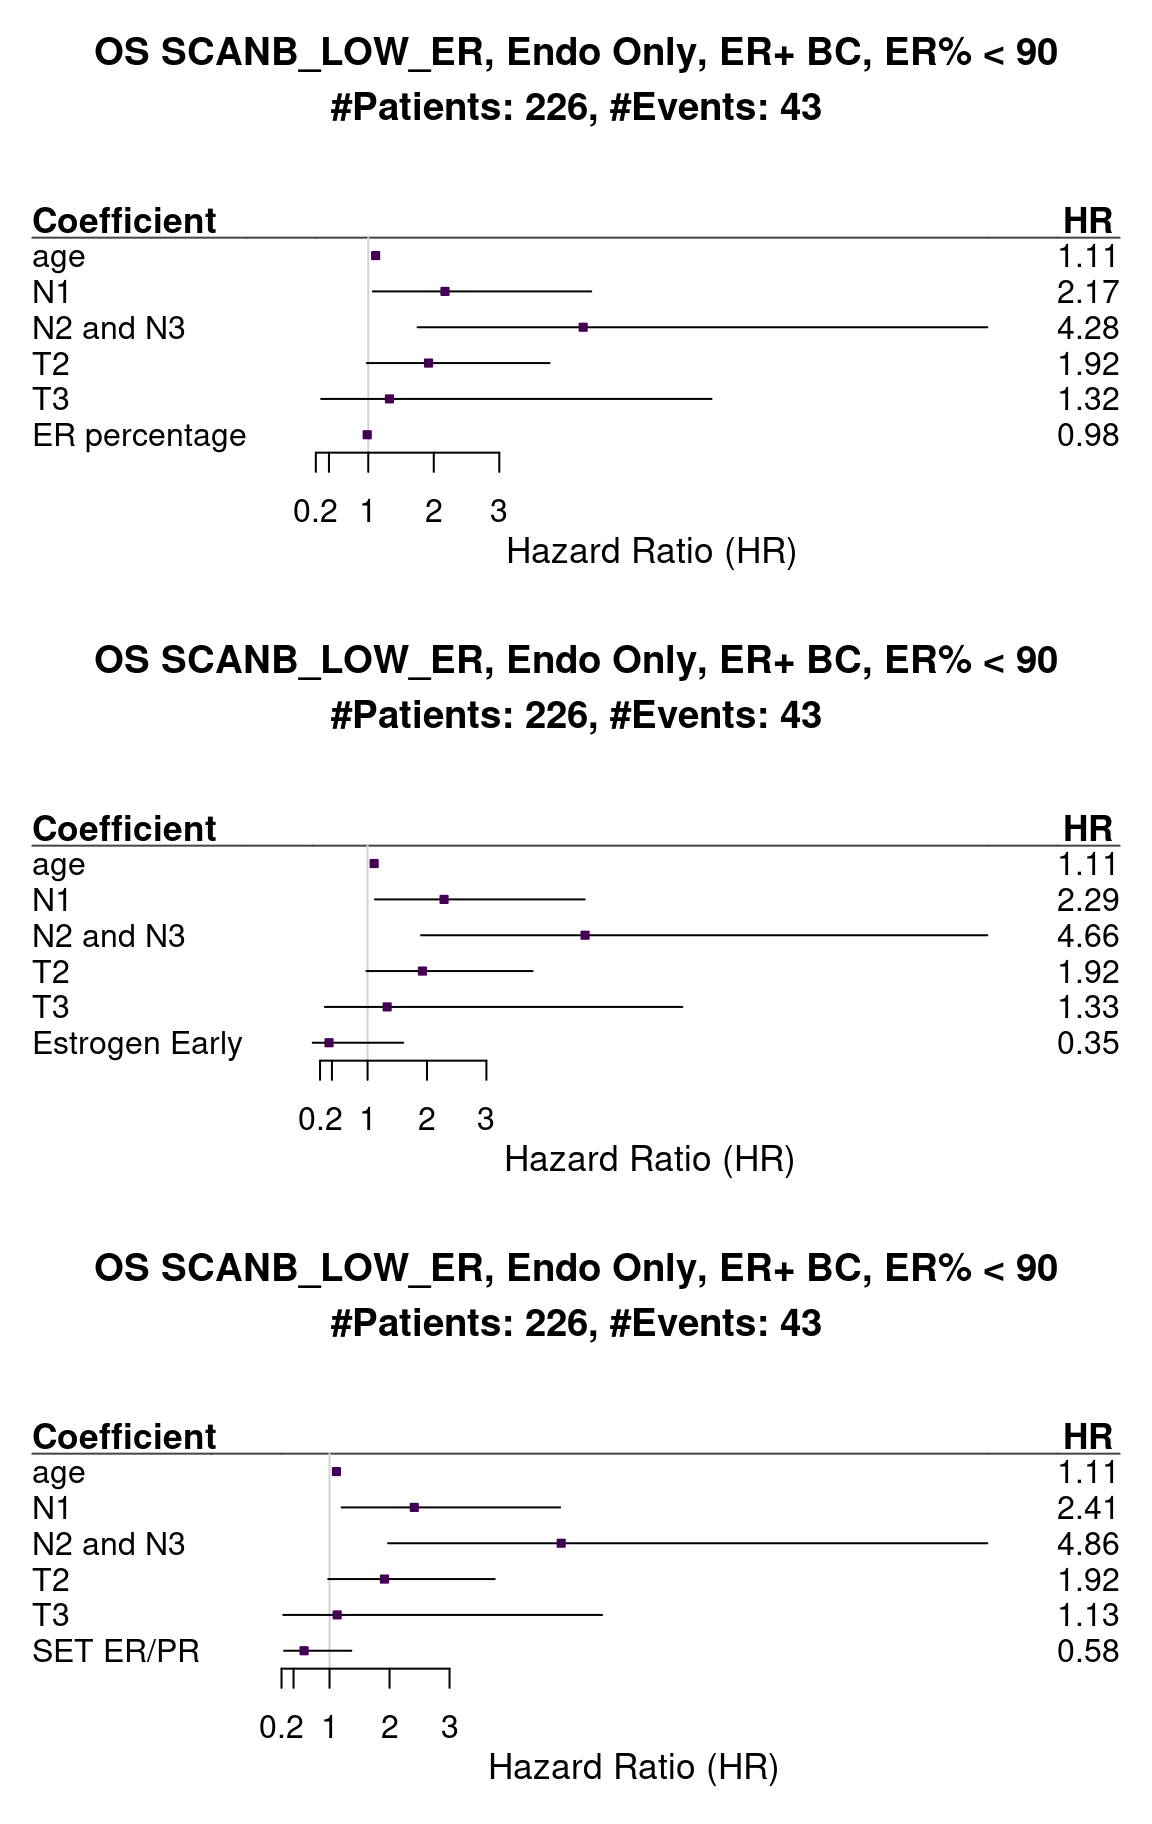 OS SCANB_LOW_ER, Endo Only, ER+ BC, ER% < 90
#Patients: 226, #Events: 43
Coefficient HR
age 1.11
N1 2.17
N2 and N3 4.28
T2 1.92
T3 1.32
ER percentage 0.98
0.2 1 2 3
Hazard Ratio (HR)
OS SCANB_LOW_ER, Endo Only, ER+ BC, ER% < 90
#Patients: 226, #Events: 43
Coefficient HR
age 1.11
N1 2.29
N2 and N3 4.66
T2 1.92
T3 1.33
Estrogen Early 0.35
0.2 1 2 3
Hazard Ratio (HR)
OS SCANB_LOW_ER, Endo Only, ER+ BC, ER% < 90
#Patients: 226, #Events: 43
Coefficient HR
age 1.11
N1 2.41
N2 and N3 4.86
T2 1.92
T3 1.13
SET ER/PR 0.58
0.2 1 2 3
Hazard Ratio (HR)